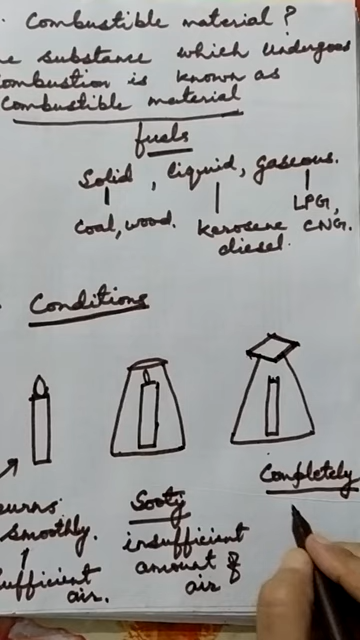 Combustible material ?
substance which undergoes
combustion is known as
Combustible material
fuels
Solid, liquid, gaseous.
Coal, wood. Kerosene diesel. LPG, CNG.
Conditions
burns smoothly.
Sufficient air.
Sooty
insufficient
amount of
air
Completely